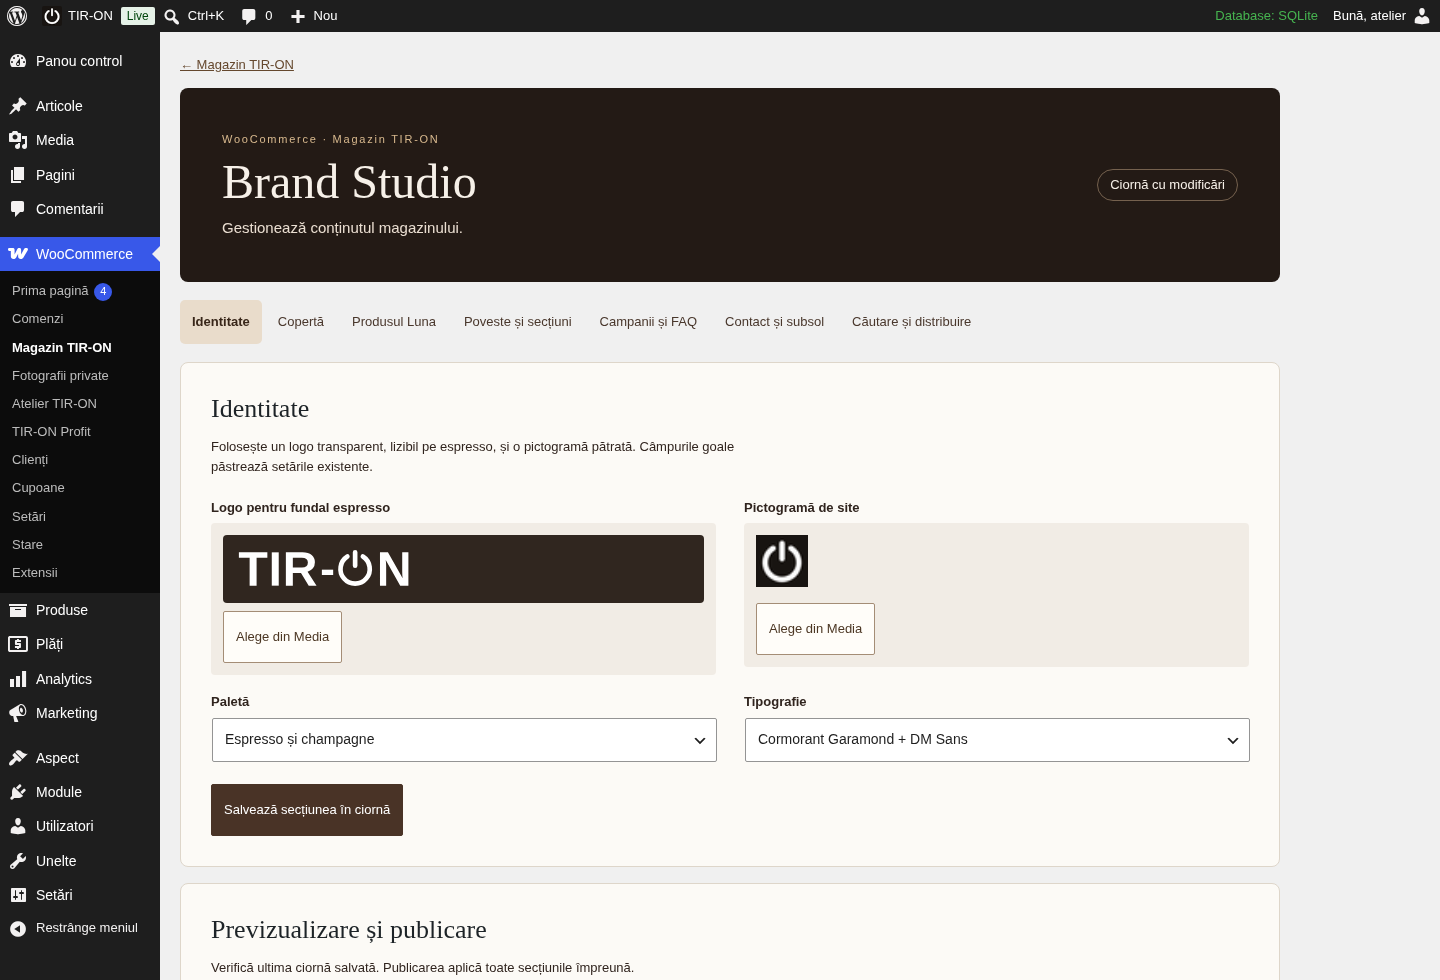 TIR-ON Live Ctrl+K 0 Nou Database: SQLite Bună, atelier
Panou control
Articole
Media
Pagini
Comentarii
WooCommerce
Prima pagină 4
Comenzi
Magazin TIR-ON
Fotografii private
Atelier TIR-ON
TIR-ON Profit
Clienți
Cupoane
Setări
Stare
Extensii
Produse
Plăți
Analytics
Marketing
Aspect
Module
Utilizatori
Unelte
Setări
Restrânge meniul
← Magazin TIR-ON
WooCommerce · Magazin TIR-ON
Brand Studio
Gestionează conținutul magazinului.
Ciornă cu modificări
Identitate Copertă Produsul Luna Poveste și secțiuni Campanii și FAQ Contact și subsol Căutare și distribuire
Identitate
Folosește un logo transparent, lizibil pe espresso, și o pictogramă pătrată. Câmpurile goale
păstrează setările existente.
Logo pentru fundal espresso
TIR-ON
Alege din Media
Pictogramă de site
Alege din Media
Paletă
Espresso și champagne
Tipografie
Cormorant Garamond + DM Sans
Salvează secțiunea în ciornă
Previzualizare și publicare
Verifică ultima ciornă salvată. Publicarea aplică toate secțiunile împreună.